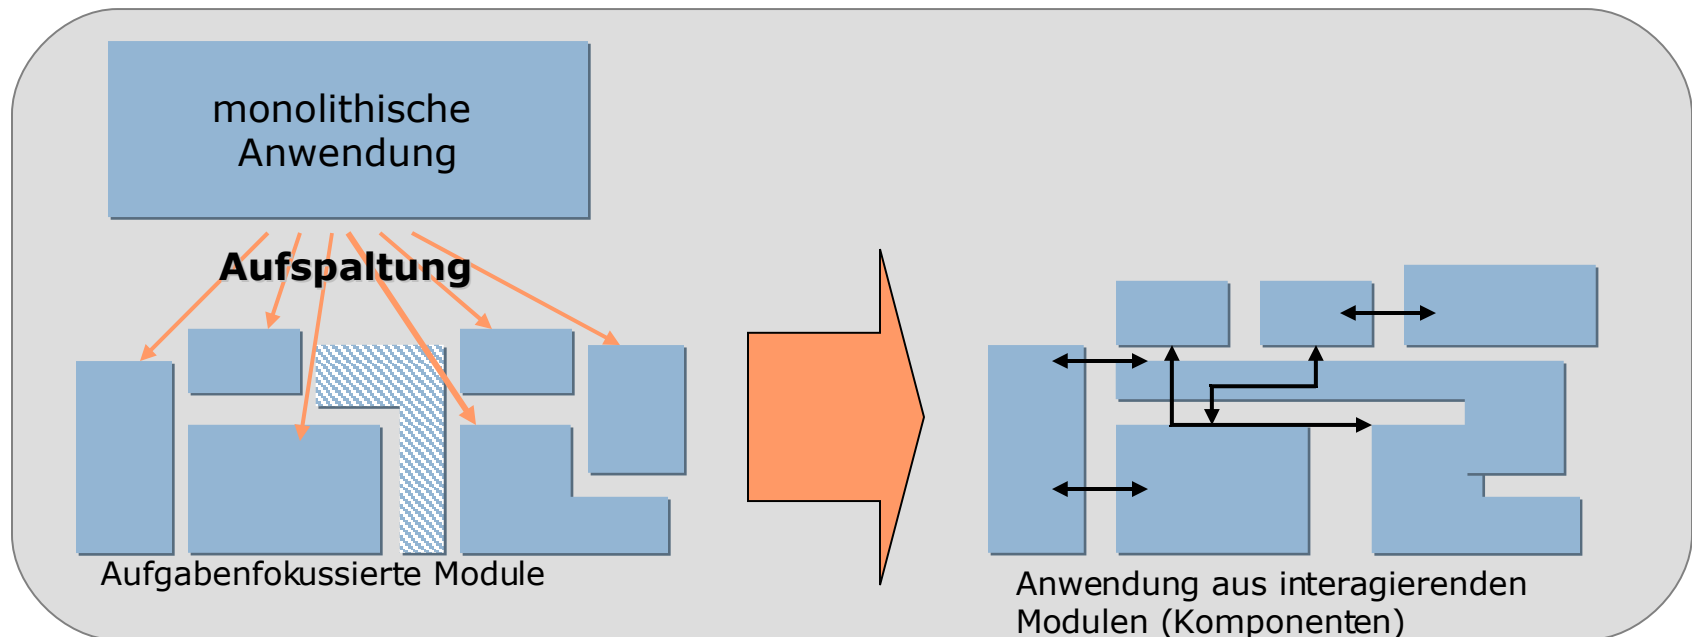 monolithische
Anwendung
Aufspaltung
Aufgabenfokussierte Module
Anwendung aus interagierenden
Modulen (Komponenten)